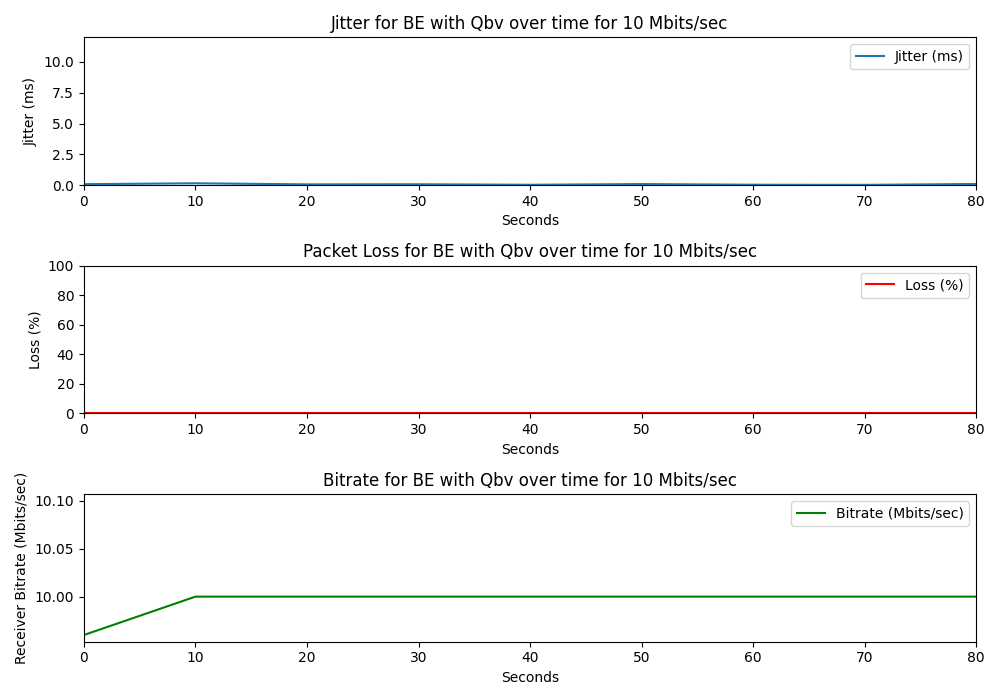 Jitter for BE with Qbv over time for 10 Mbits/sec
Jitter (ms)
10.0
7.5
5.0
2.5
0.0
Jitter (ms)
0 10 20 30 40 50 60 70 80
Seconds
Packet Loss for BE with Qbv over time for 10 Mbits/sec
Loss (%)
100
80
60
40
20
0
Loss (%)
0 10 20 30 40 50 60 70 80
Seconds
Bitrate for BE with Qbv over time for 10 Mbits/sec
Receiver Bitrate (Mbits/sec)
10.10
10.05
10.00
Bitrate (Mbits/sec)
0 10 20 30 40 50 60 70 80
Seconds